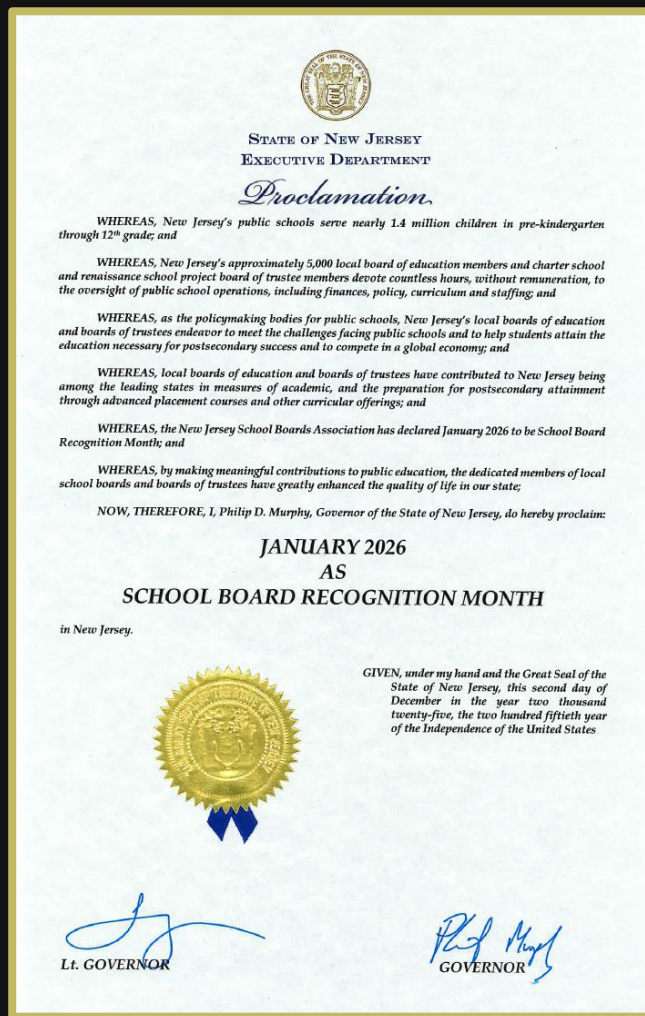 THE GREAT SEAL OF THE STATE OF NEW JERSEY
STATE OF NEW JERSEY
EXECUTIVE DEPARTMENT
Proclamation
WHEREAS, New Jersey's public schools serve nearly 1.4 million children in pre-kindergarten
through 12th grade; and
WHEREAS, New Jersey's approximately 5,000 local board of education members and charter school
and renaissance school project board of trustee members devote countless hours, without remuneration, to
the oversight of public school operations, including finances, policy, curriculum and staffing; and
WHEREAS, as the policymaking bodies for public schools, New Jersey's local boards of education
and boards of trustees endeavor to meet the challenges facing public schools and to help students attain the
education necessary for postsecondary success and to compete in a global economy; and
WHEREAS, local boards of education and boards of trustees have contributed to New Jersey being
among the leading states in measures of academic, and the preparation for postsecondary attainment
through advanced placement courses and other curricular offerings; and
WHEREAS, the New Jersey School Boards Association has declared January 2026 to be School Board
Recognition Month; and
WHEREAS, by making meaningful contributions to public education, the dedicated members of local
school boards and boards of trustees have greatly enhanced the quality of life in our state;
NOW, THEREFORE, I, Philip D. Murphy, Governor of the State of New Jersey, do hereby proclaim:
JANUARY 2026
AS
SCHOOL BOARD RECOGNITION MONTH
in New Jersey.
GIVEN, under my hand and the Great Seal of the
State of New Jersey, this second day of
December in the year two thousand
twenty-five, the two hundred fiftieth year
of the Independence of the United States
Lt. GOVERNOR
GOVERNOR